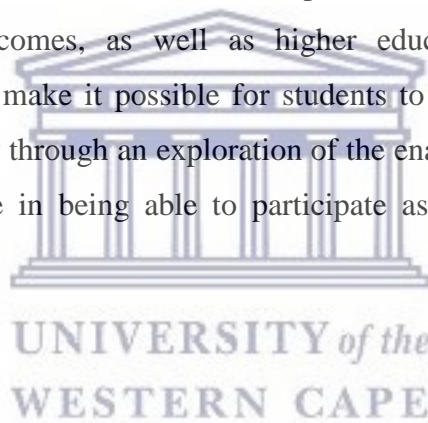 comes, as well as higher educ
make it possible for students to
through an exploration of the ena
e in being able to participate as
UNIVERSITY of the
WESTERN CAPE